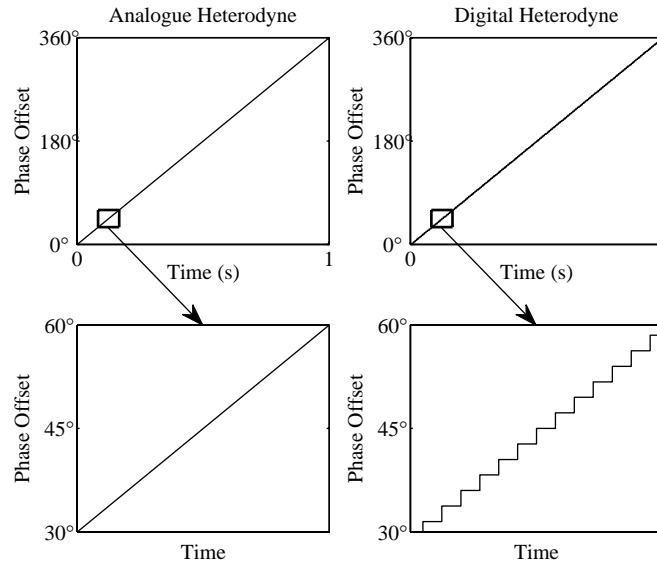 Analogue Heterodyne
360°
180°
0°
Phase Offset
0
1
Time (s)
Digital Heterodyne
360°
180°
0°
Phase Offset
0
Time (s)
60°
45°
30°
Phase Offset
Time
60°
45°
30°
Phase Offset
Time